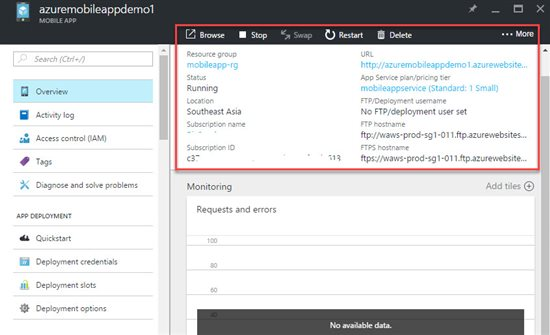 azuremobileappdemo1
MOBILE APP
Search (Ctrl+/)
Overview
Activity log
Access control (IAM)
Tags
Diagnose and solve problems
APP DEPLOYMENT
Quickstart
Deployment credentials
Deployment slots
Deployment options
Browse Stop Swap Restart Delete ••• More
Resource group
mobileapp-rg
Status
Running
Location
Southeast Asia
Subscription name
Subscription ID
c37
URL
http://azuremobileappdemo1.azurewebsite...
App Service plan/pricing tier
mobileappservice (Standard: 1 Small)
FTP/Deployment username
No FTP/deployment user set
FTP hostname
ftp://waws-prod-sg1-011.ftp.azurewebsites...
FTPS hostname
ftps://waws-prod-sg1-011.ftp.azurewebsit...
Monitoring
Add tiles
Requests and errors
100
80
60
40
No available data.